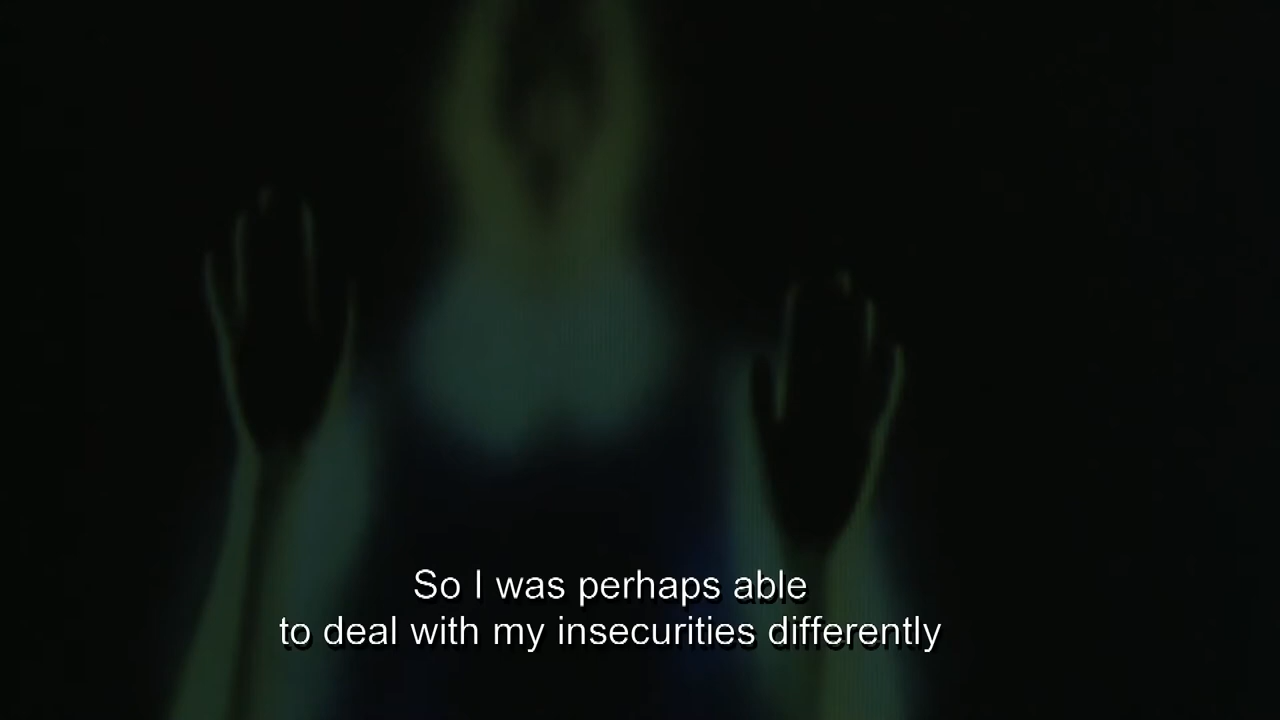 So I was perhaps able
to deal with my insecurities differently